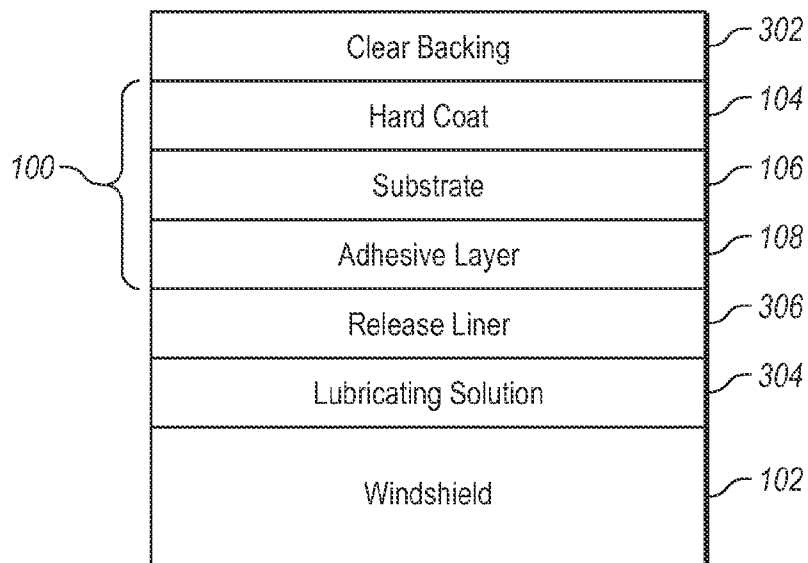 Clear Backing 302
Hard Coat 104
100
Substrate 106
Adhesive Layer 108
Release Liner 306
Lubricating Solution 304
Windshield 102